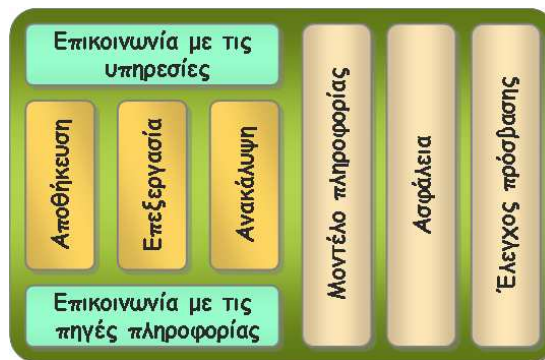 Επικοινωνία με τις
υπηρεσίες
Αποθήκευση
Επεξεργασία
Ανακάλυψη
Επικοινωνία με τις
πηγές πληροφορίας
Μοντέλο πληροφορίας
Ασφάλεια
Έλεγχος πρόσβασης